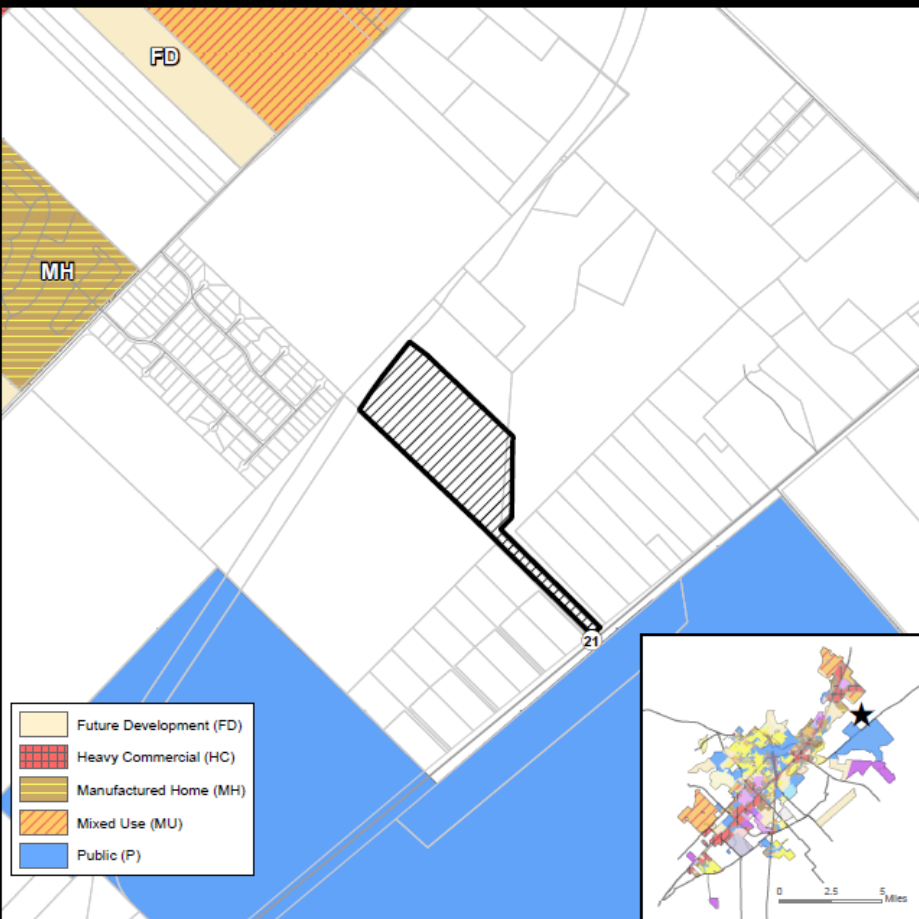 FD
MH
21
Future Development (FD)
Heavy Commercial (HC)
Manufactured Home (MH)
Mixed Use (MU)
Public (P)
0 2.5 5
Miles